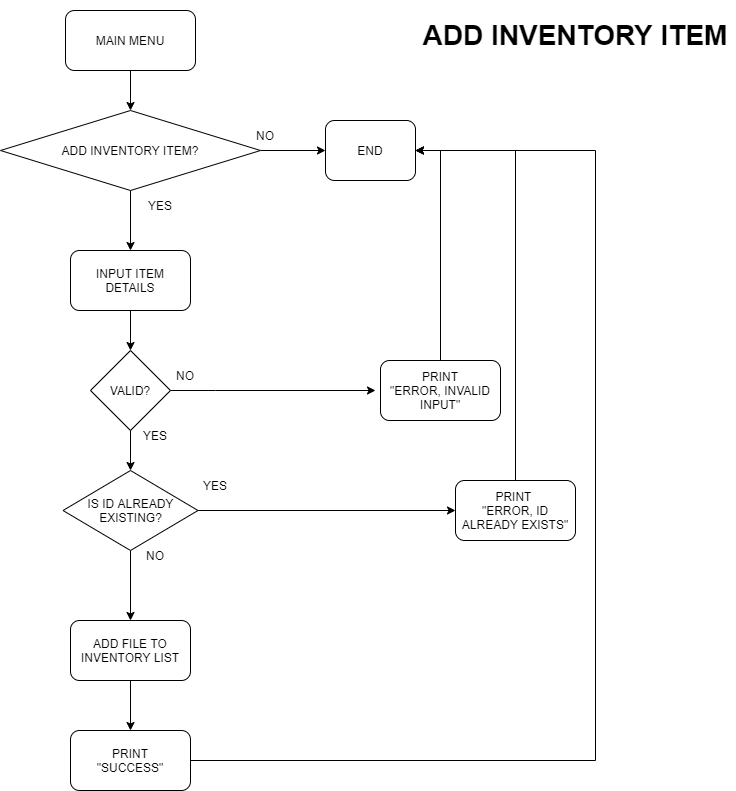 MAIN MENU
ADD INVENTORY ITEM
ADD INVENTORY ITEM?
NO
END
YES
INPUT ITEM
DETAILS
VALID?
NO
PRINT
"ERROR, INVALID
INPUT"
YES
IS ID ALREADY
EXISTING?
YES
PRINT
"ERROR, ID
ALREADY EXISTS"
NO
ADD FILE TO
INVENTORY LIST
PRINT
"SUCCESS"